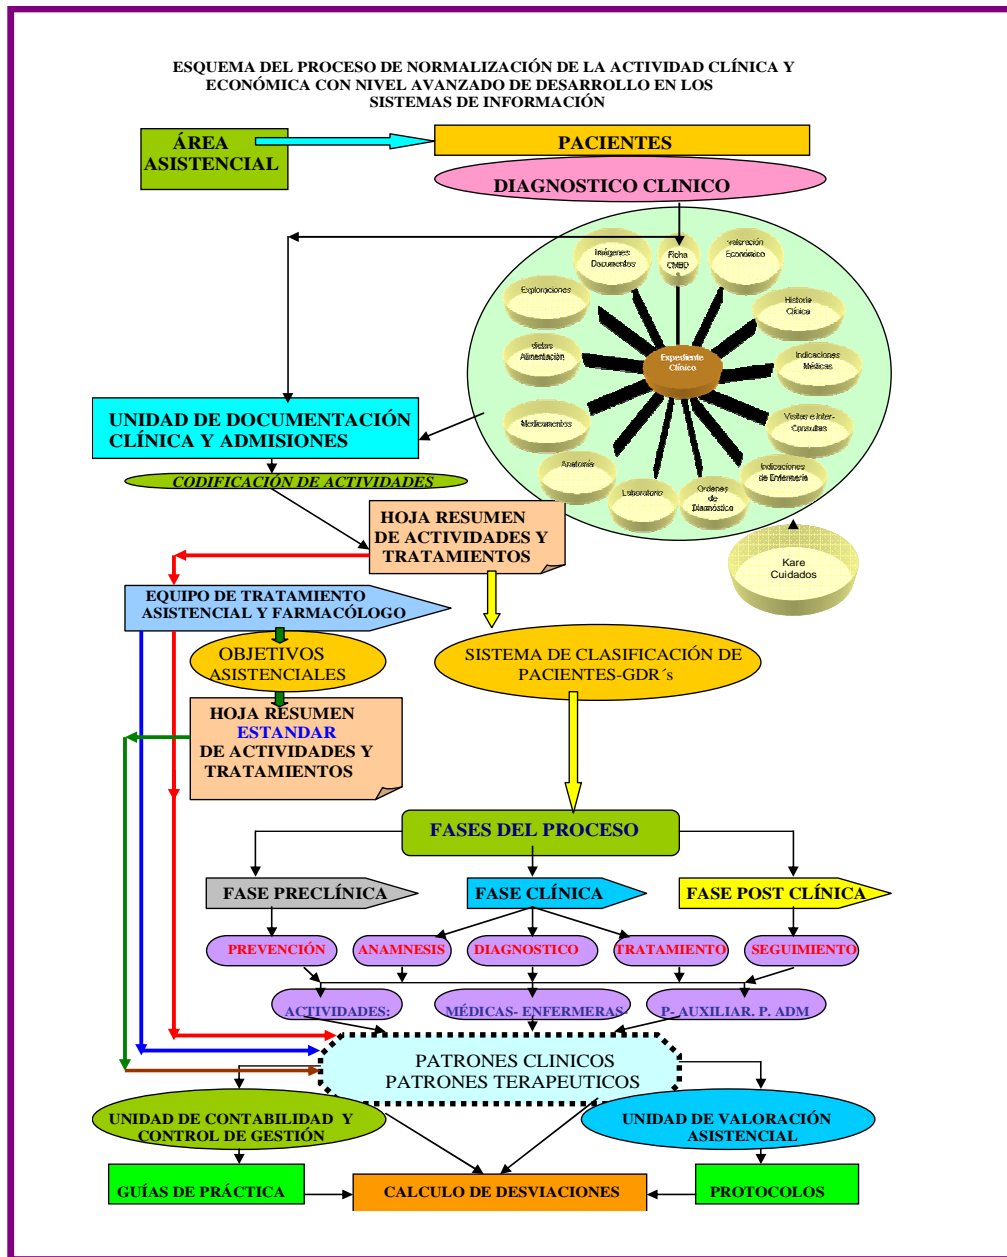 ESQUEMA DEL PROCESO DE NORMALIZACIÓN DE LA ACTIVIDAD CLÍNICA Y
ECONÓMICA CON NIVEL AVANZADO DE DESARROLLO EN LOS
SISTEMAS DE INFORMACIÓN
ÁREA
ASISTENCIAL
PACIENTES
DIAGNOSTICO CLINICO
Imágenes
Documentos
Ficha
CMBD
Valoración
Económico
Exploraciones
Historia
Clínica
dietas
Alimentación
Expediente
Clínico
Indicaciones
Médicas
Medicamentos
Visitas e Inter-
Consultas
Anatomía
Indicaciones
de Enfermería
Laboratorio
Ordenes
de
Diagnóstico
Kare
Cuidados
UNIDAD DE DOCUMENTACIÓN
CLÍNICA Y ADMISIONES
CODIFICACIÓN DE ACTIVIDADES
HOJA RESUMEN
DE ACTIVIDADES Y
TRATAMIENTOS
EQUIPO DE TRATAMIENTO
ASISTENCIAL Y FARMACÓLOGO
OBJETIVOS
ASISTENCIALES
SISTEMA DE CLASIFICACIÓN DE
PACIENTES-GDR´s
HOJA RESUMEN
ESTANDAR
DE ACTIVIDADES Y
TRATAMIENTOS
FASES DEL PROCESO
FASE PRECLÍNICA
FASE CLÍNICA
FASE POST CLÍNICA
PREVENCIÓN
ANAMNESIS
DIAGNOSTICO
TRATAMIENTO
SEGUIMIENTO
ACTIVIDADES:
MÉDICAS- ENFERMERAS-
P- AUXILIAR. P. ADM
PATRONES CLINICOS
PATRONES TERAPEUTICOS
UNIDAD DE CONTABILIDAD Y
CONTROL DE GESTIÓN
UNIDAD DE VALORACIÓN
ASISTENCIAL
GUÍAS DE PRÁCTICA
CALCULO DE DESVIACIONES
PROTOCOLOS